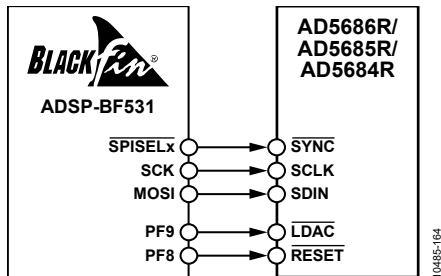 BLACKfin®
ADSP-BF531
AD5686R/
AD5685R/
AD5684R
SPISELx SYNC
SCK SCLK
MOSI SDIN
PF9 LDAC
PF8 RESET
10485-164